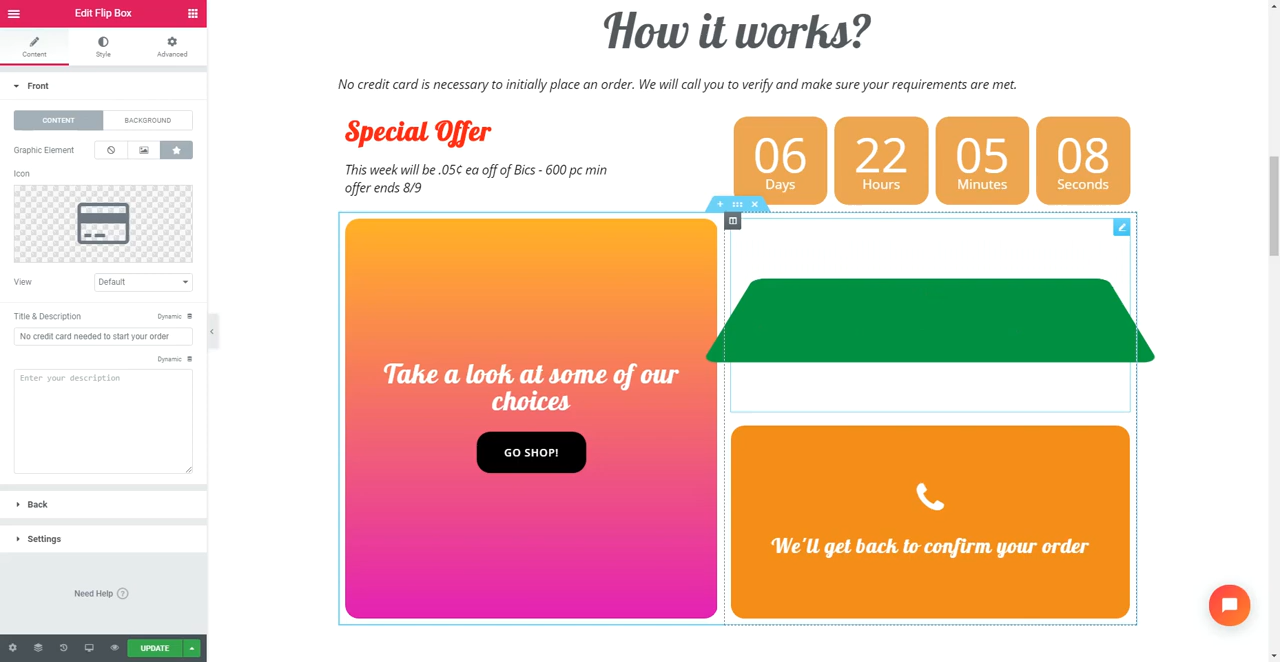 Edit Flip Box
Content
Style
Advanced
Front
CONTENT
BACKGROUND
Graphic Element
Icon
View
Default
Title & Description
Dynamic
No credit card needed to start your order
Dynamic
Enter your description
Back
Settings
Need Help ?
UPDATE
How it works?
No credit card is necessary to initially place an order. We will call you to verify and make sure your requirements are met.
Special Offer
This week will be .05¢ ea off of Bics - 600 pc min
offer ends 8/9
06
Days
22
Hours
05
Minutes
08
Seconds
Take a look at some of our
choices
GO SHOP!
We'll get back to confirm your order